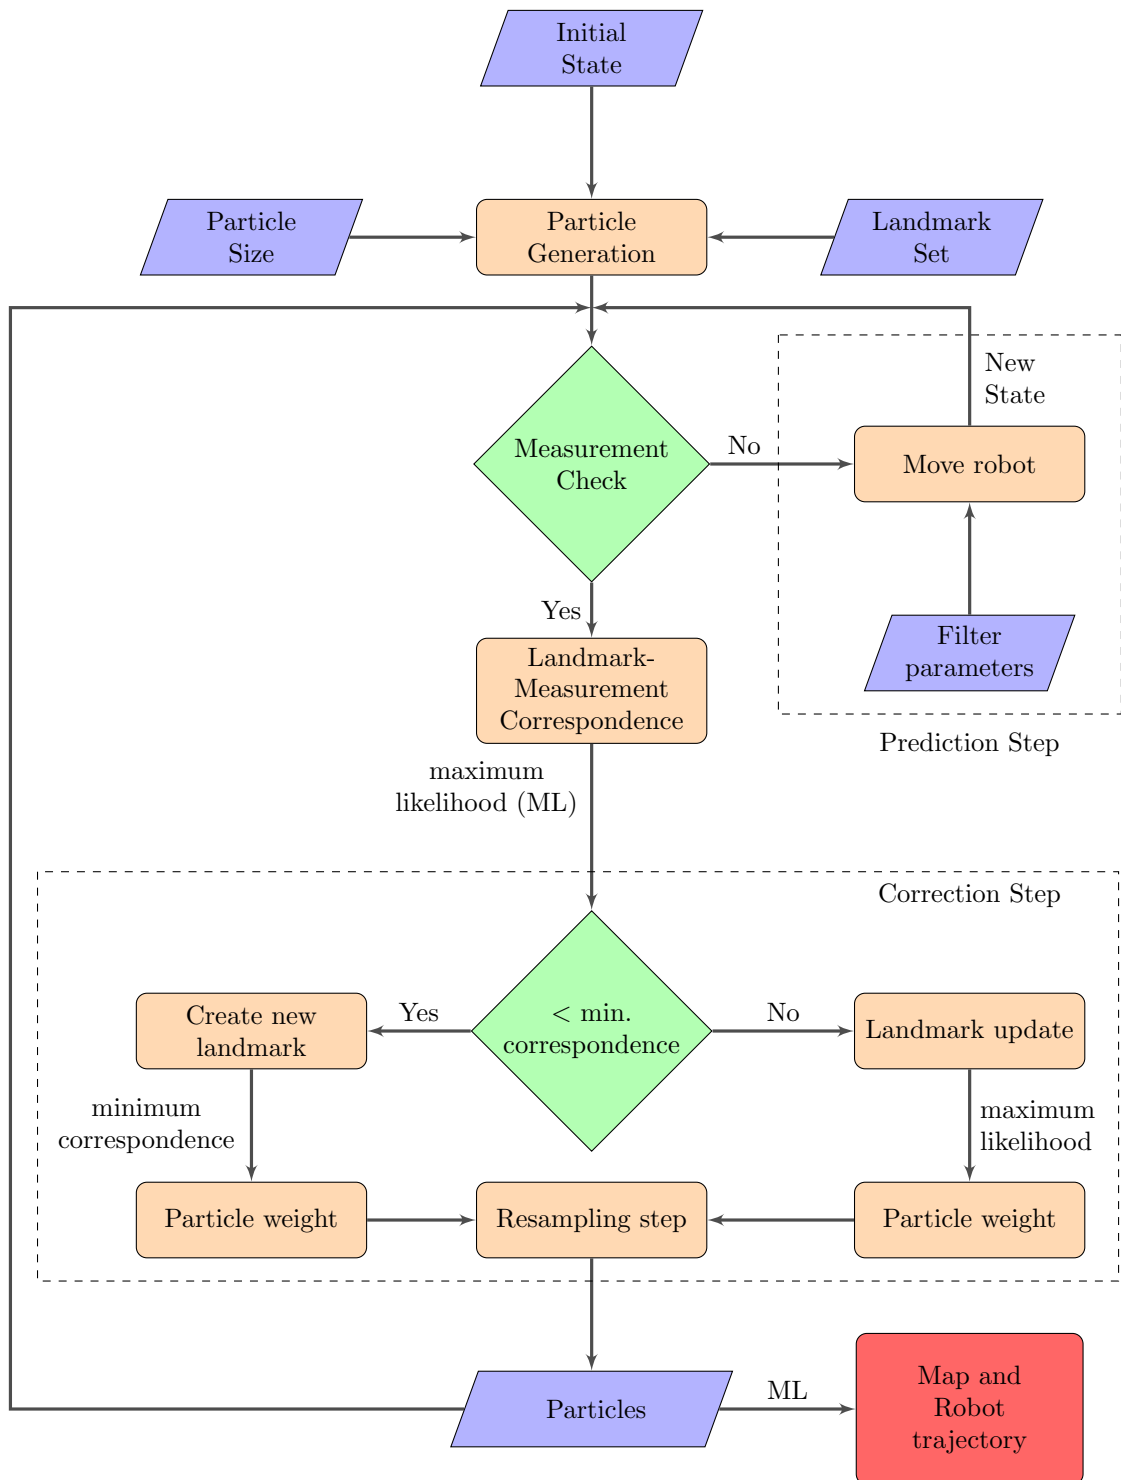 Initial
State
Particle
Size
Particle
Generation
Landmark
Set
New
State
Measurement
Check
No
Move robot
Yes
Filter
parameters
Landmark-
Measurement
Correspondence
Prediction Step
maximum
likelihood (ML)
Correction Step
Create new
landmark
Yes
< min.
correspondence
No
Landmark update
minimum
correspondence
maximum
likelihood
Particle weight
Resampling step
Particle weight
Particles
ML
Map and
Robot
trajectory